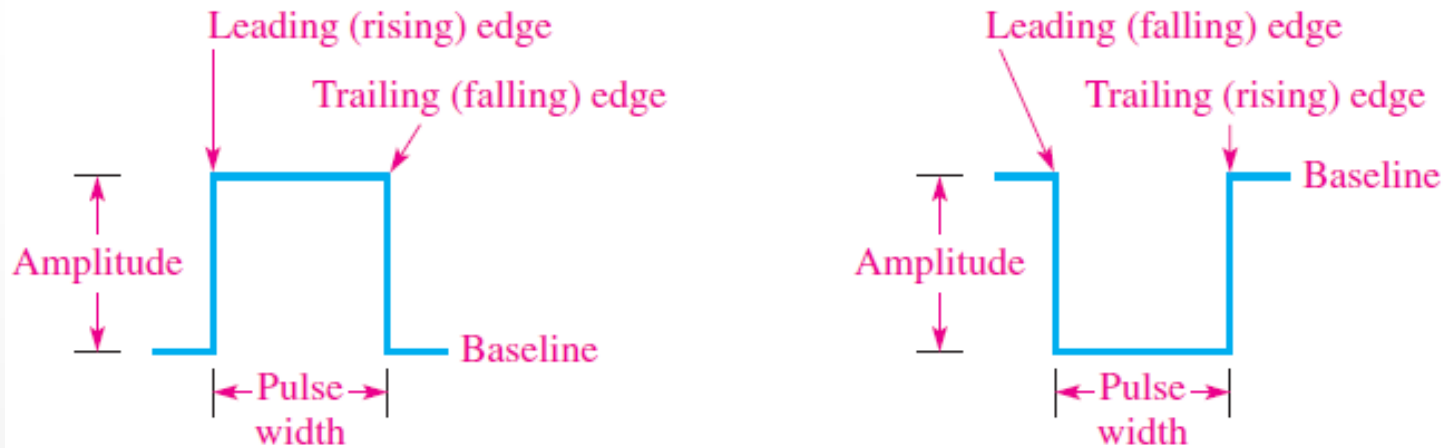 Leading (rising) edge
Trailing (falling) edge
Amplitude
Baseline
Pulse
width
Leading (falling) edge
Trailing (rising) edge
Baseline
Amplitude
Pulse
width